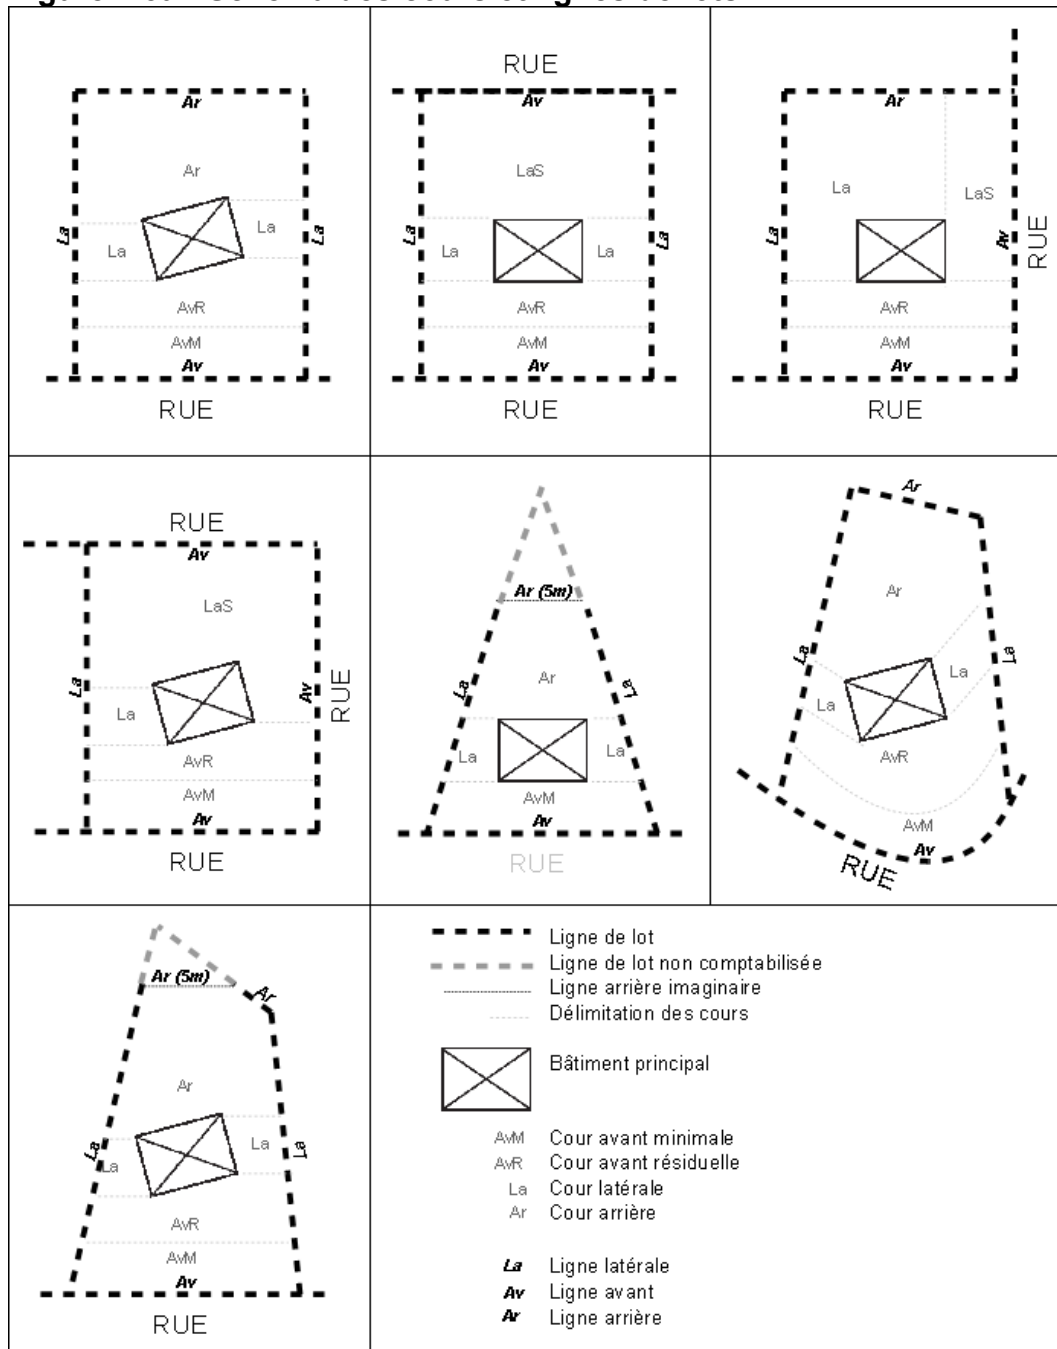 Ar
Ar
La
La
La
La
AvR
AvM
Av
RUE
RUE
Av
LaS
La
La
La
La
AvR
AvM
Av
RUE
Ar
La
LaS
La
Av
RUE
AvR
AvM
Av
RUE
RUE
Av
LaS
La
La
Av
RUE
AvR
AvM
Av
RUE
Ar (5m)
Ar
La
La
La
La
AvM
Av
RUE
Ar
Ar
La
La
La
La
AvR
AvM
Av
RUE
Ar (5m)
Ar
Ar
La
La
La
La
AvR
AvM
Av
RUE
Ligne de lot
Ligne de lot non comptabilisée
Ligne arrière imaginaire
Délimitation des cours
Bâtiment principal
AvM Cour avant minimale
AvR Cour avant résiduelle
La Cour latérale
Ar Cour arrière
La Ligne latérale
Av Ligne avant
Ar Ligne arrière